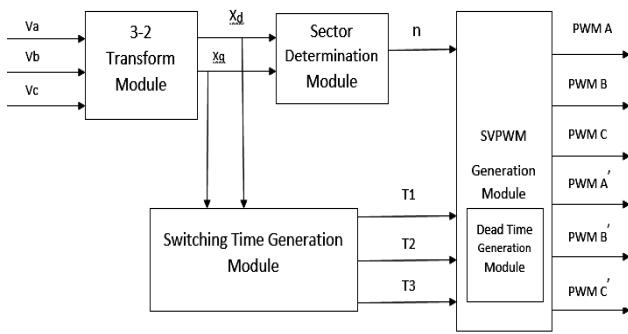 Va
Vb
Vc
3-2
Transform
Module
Xd
Xq
Sector
Determination
Module
n
Switching Time Generation
Module
T1
T2
T3
SVPWM
Generation
Module
Dead Time
Generation
Module
PWM A
PWM B
PWM C
PWM A'
PWM B'
PWM C'